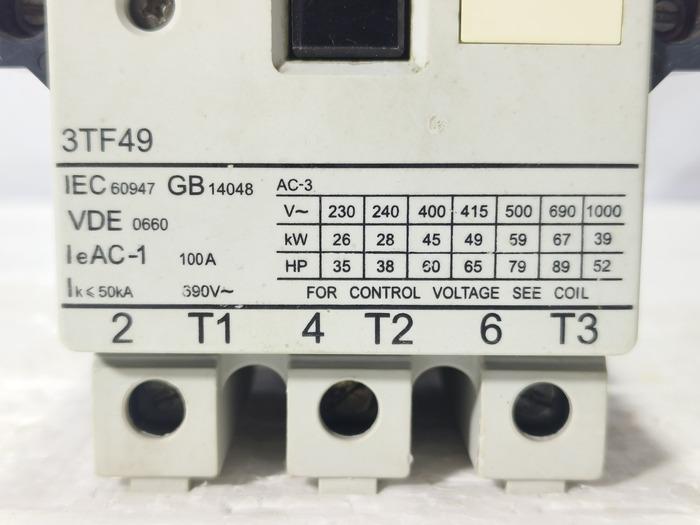 3TF49
IEC 60947 GB 14048
VDE 0660
IeAC-1 100A
Ik≤50kA 390V~
AC-3
V~ 230 240 400 415 500 690 1000
kW 26 28 45 49 59 67 39
HP 35 38 60 65 79 89 52
FOR CONTROL VOLTAGE SEE COIL
2 T1 4 T2 6 T3